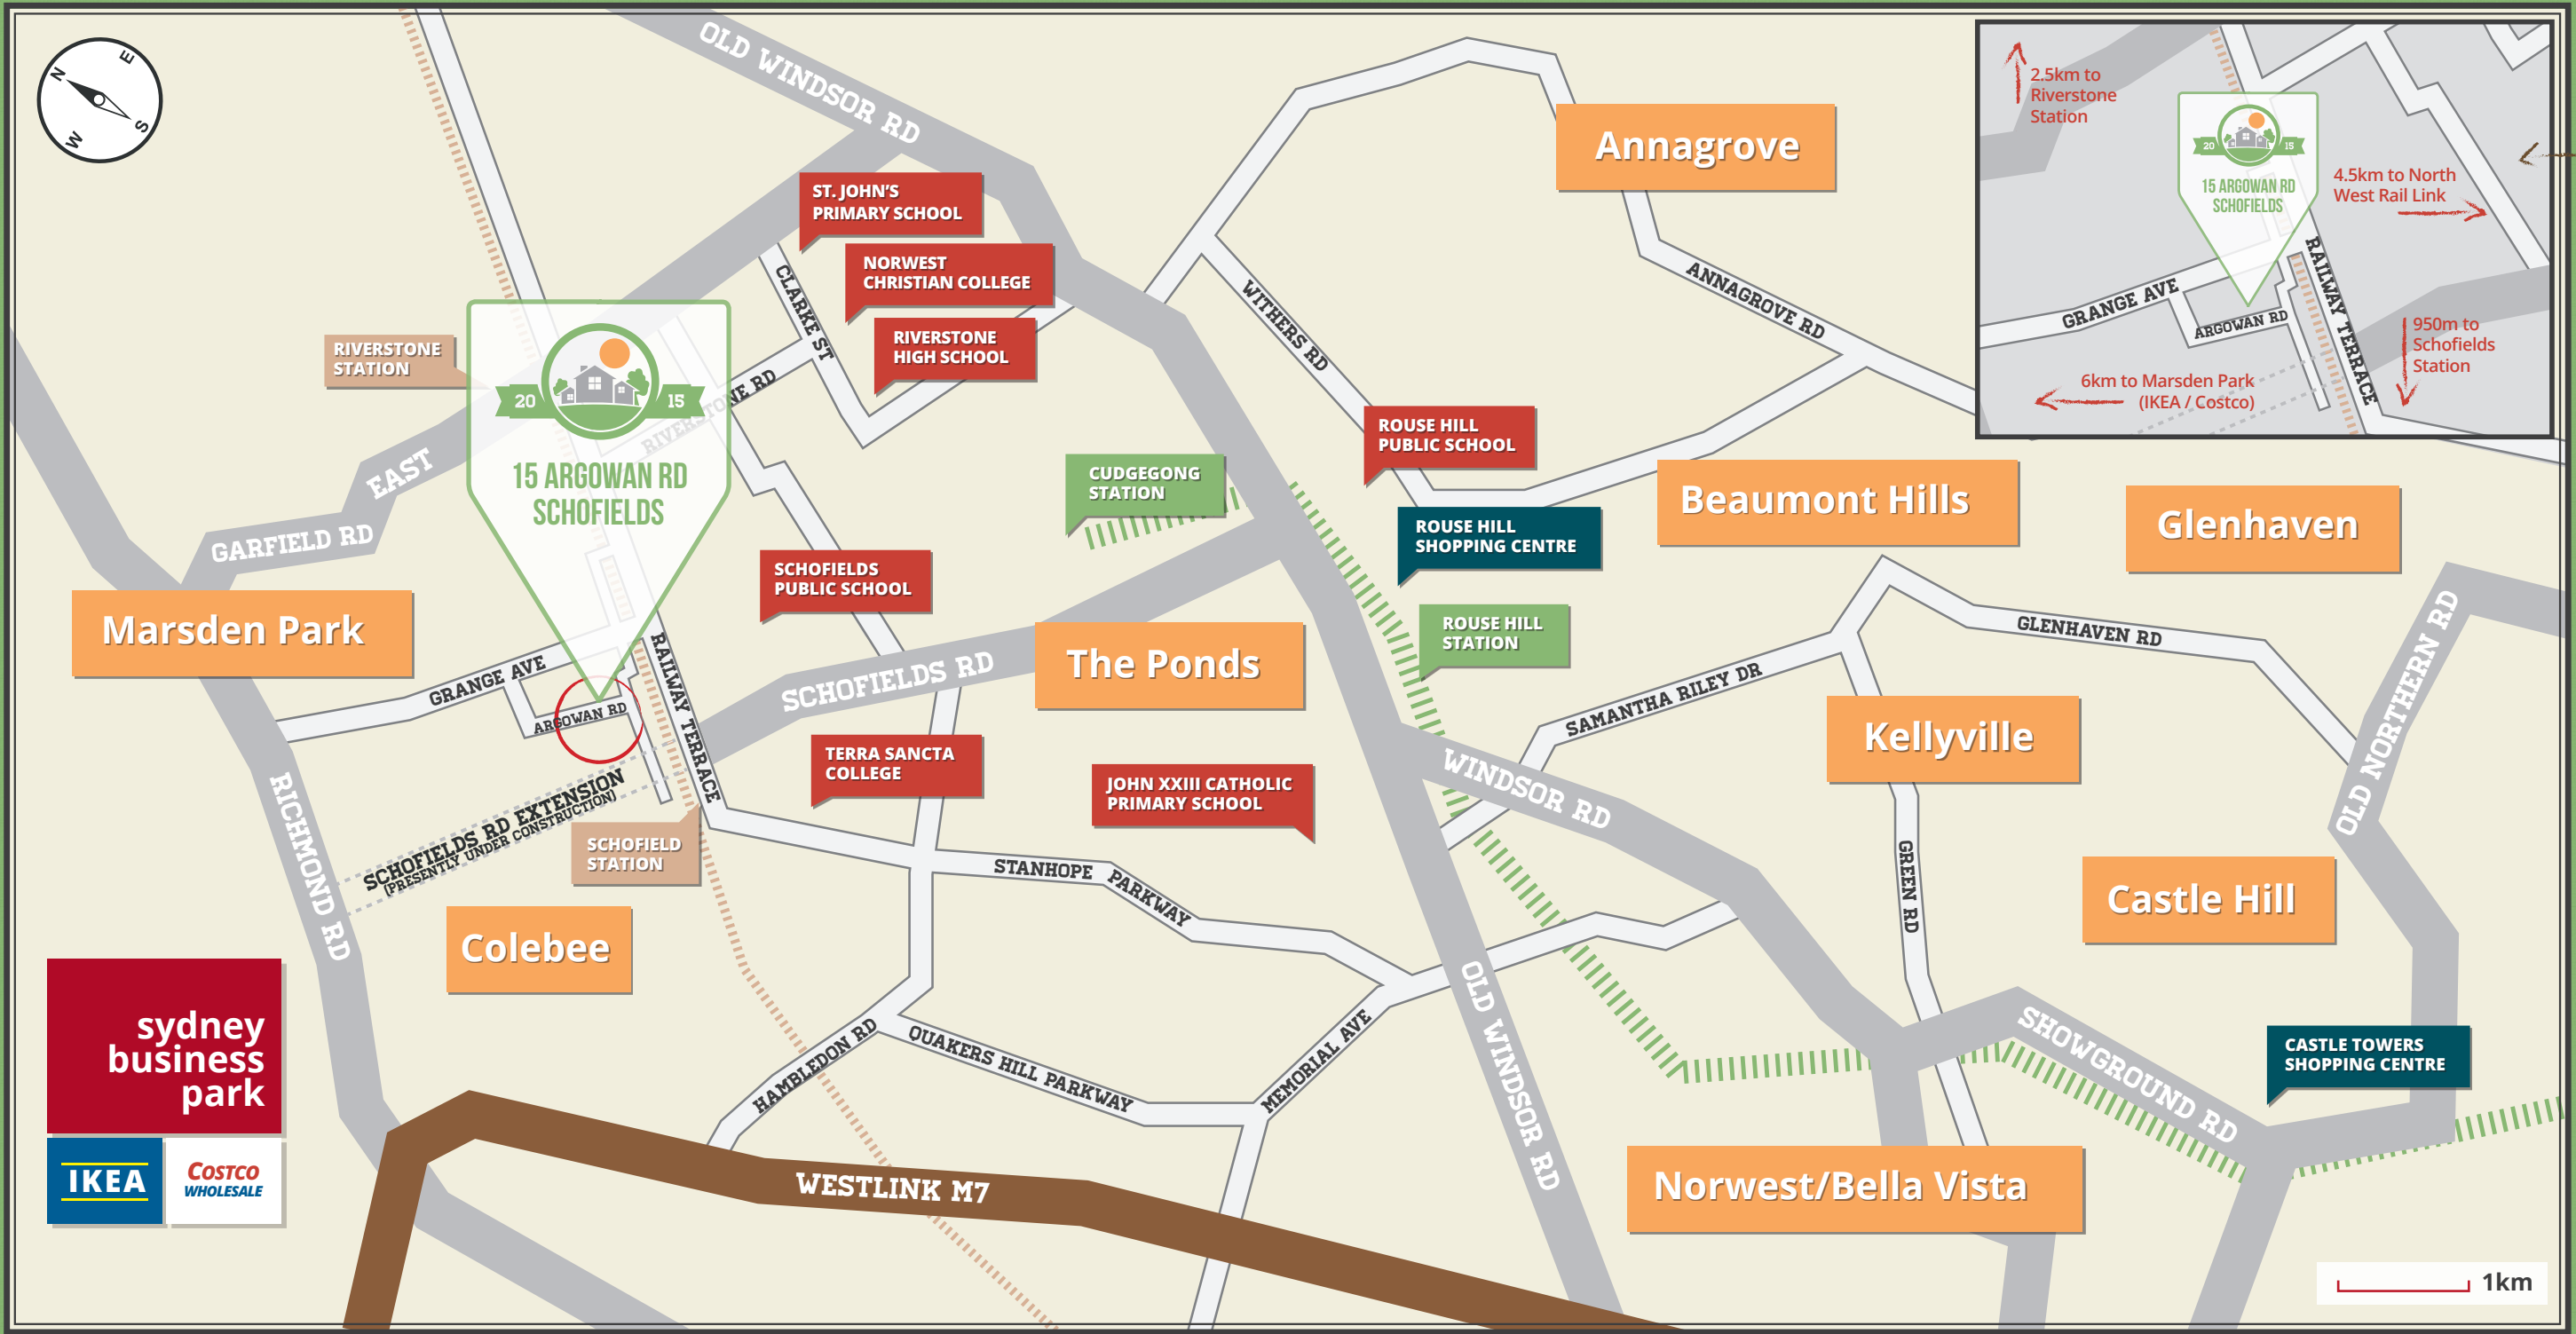 N
E
W
S
OLD WINDSOR RD
ST. JOHN'S
PRIMARY SCHOOL
NORWEST
CHRISTIAN COLLEGE
RIVERSTONE
HIGH SCHOOL
CLARKE ST
RIVERSTONE
STATION
RIVERSTONE RD
20
15
15 ARGOWAN RD
SCHOFIELDS
GARFIELD RD
EAST
Annagrove
ANNAGROVE RD
WITHERS RD
2.5km to
Riverstone
Station
20
15
15 ARGOWAN RD
SCHOFIELDS
4.5km to North
West Rail Link
GRANGE AVE
ARGOWAN RD
RAILWAY TERRACE
950m to
Schofields
Station
6km to Marsden Park
(IKEA / Costco)
ROUSE HILL
PUBLIC SCHOOL
CUDGEGONG
STATION
ROUSE HILL
SHOPPING CENTRE
Beaumont Hills
Glenhaven
SCHOFIELDS
PUBLIC SCHOOL
Marsden Park
The Ponds
ROUSE HILL
STATION
GLENHAVEN RD
OLD NORTHERN RD
GRANGE AVE
ARGOWAN RD
RAILWAY TERRACE
SCHOFIELDS RD
SAMANTHA RILEY DR
Kellyville
TERRA SANCTA
COLLEGE
JOHN XXIII CATHOLIC
PRIMARY SCHOOL
WINDSOR RD
SCHOFIELDS RD EXTENSION
(PRESENTLY UNDER CONSTRUCTION)
SCHOFIELD
STATION
RICHMOND RD
STANHOPE PARKWAY
GREEN RD
Castle Hill
Colebee
sydney
business
park
IKEA
COSTCO
WHOLESALE
HAMBLEDON RD
QUAKERS HILL PARKWAY
MEMORIAL AVE
OLD WINDSOR RD
SHOWGROUND RD
CASTLE TOWERS
SHOPPING CENTRE
WESTLINK M7
Norwest/Bella Vista
1km